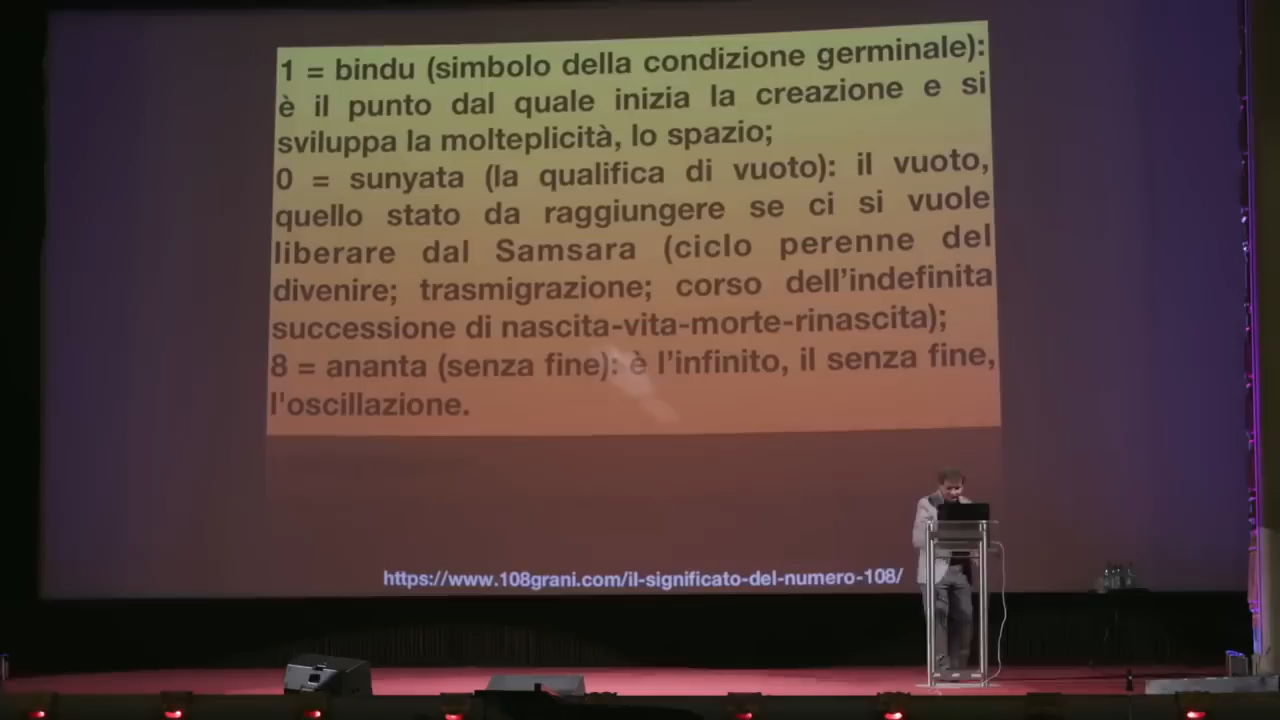 1 = bindu (simbolo della condizione germinale):
è il punto dal quale inizia la creazione e si
sviluppa la molteplicità, lo spazio;
0 = sunyata (la qualifica di vuoto): il vuoto,
quello stato da raggiungere se ci si vuole
liberare dal Samsara (ciclo perenne del
divenire; trasmigrazione; corso dell'indefinita
successione di nascita-vita-morte-rinascita);
8 = ananta (senza fine): è l'infinito, il senza fine,
l'oscillazione.
https://www.108grani.com/il-significato-del-numero-108/